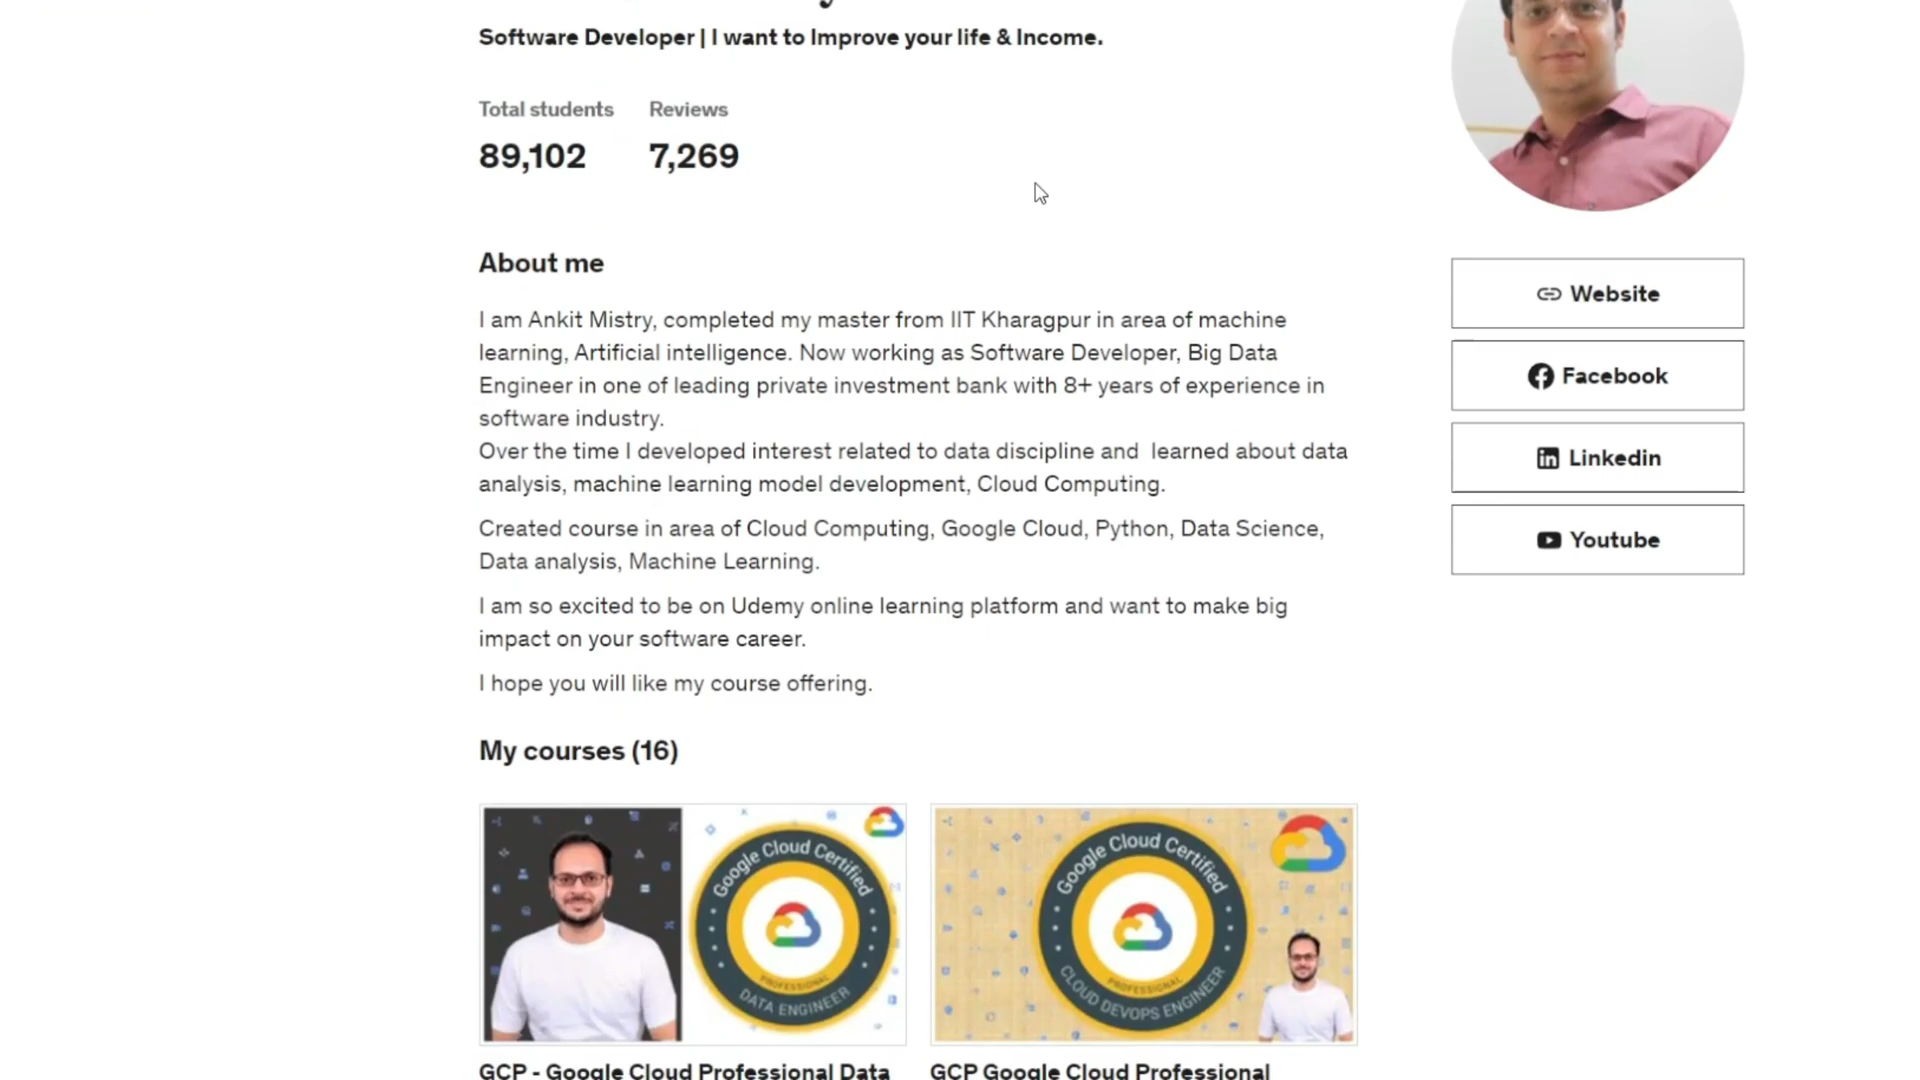 Software Developer | I want to Improve your life & Income.
Total students
Reviews
89,102
7,269
About me
I am Ankit Mistry, completed my master from IIT Kharagpur in area of machine
learning, Artificial intelligence. Now working as Software Developer, Big Data
Engineer in one of leading private investment bank with 8+ years of experience in
software industry.
Over the time I developed interest related to data discipline and  learned about data
analysis, machine learning model development, Cloud Computing.
Created course in area of Cloud Computing, Google Cloud, Python, Data Science,
Data analysis, Machine Learning.
I am so excited to be on Udemy online learning platform and want to make big
impact on your software career.
I hope you will like my course offering.
Website
Facebook
Linkedin
Youtube
My courses (16)
Google Cloud Certified
PROFESSIONAL
DATA ENGINEER
Google Cloud Certified
PROFESSIONAL
CLOUD DEVOPS ENGINEER
GCP - Google Cloud Professional Data
GCP Google Cloud Professional